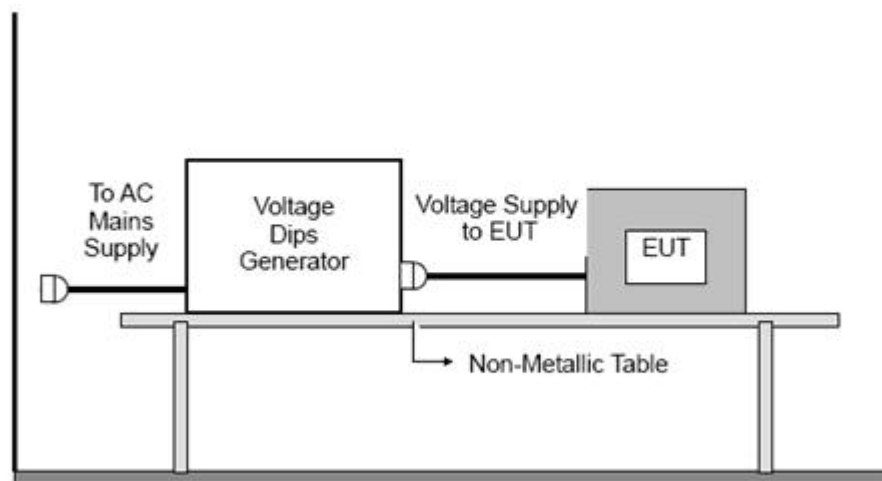 To AC
Mains
Supply
Voltage
Dips
Generator
Voltage Supply
to EUT
EUT
Non-Metallic Table